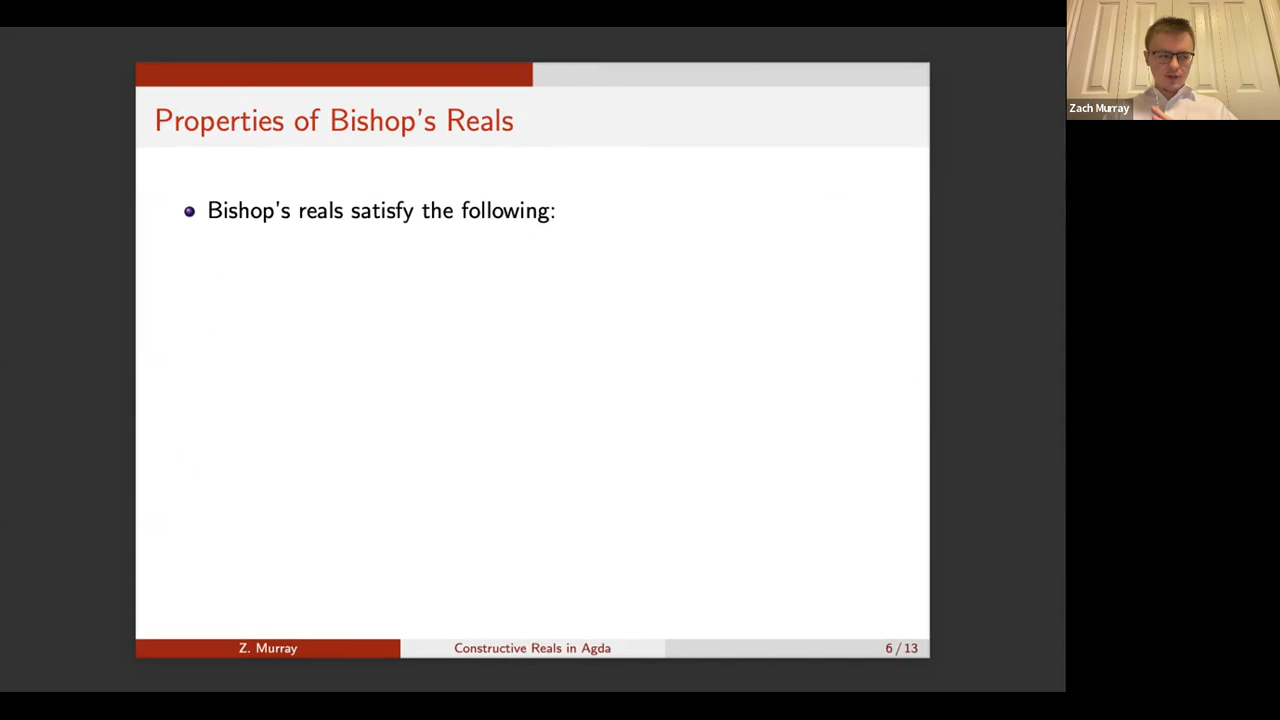 Properties of Bishop's Reals
Bishop's reals satisfy the following:
Z. Murray
Constructive Reals in Agda
6 / 13
Zach Murray